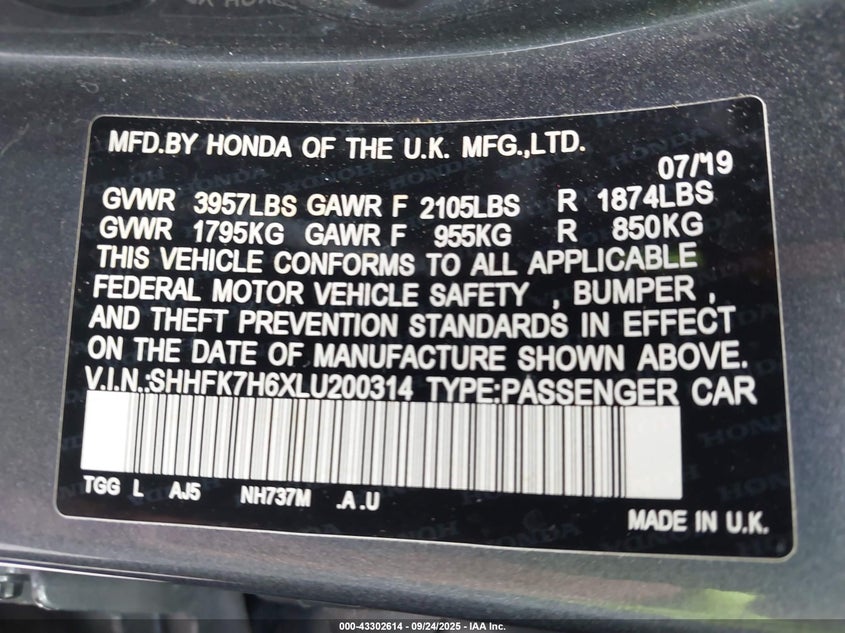 MFD.BY HONDA OF THE U.K. MFG.,LTD.
07/19
GVWR 3957LBS GAWR F 2105LBS R 1874LBS
GVWR 1795KG GAWR F 955KG R 850KG
THIS VEHICLE CONFORMS TO ALL APPLICABLE
FEDERAL MOTOR VEHICLE SAFETY , BUMPER ,
AND THEFT PREVENTION STANDARDS IN EFFECT
ON THE DATE OF MANUFACTURE SHOWN ABOVE.
V.I.N.:SHHFK7H6XLU200314 TYPE:PASSENGER CAR
TGG L AJ5 NH737M .A .U
MADE IN U.K.
000-43302614 - 09/24/2025 - IAA Inc.